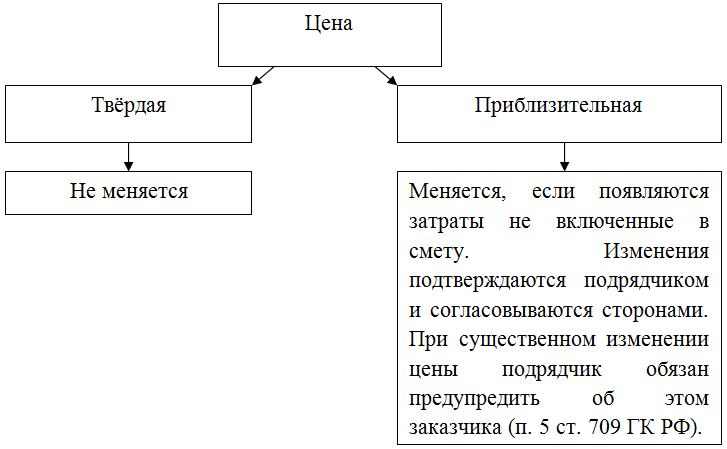 Цена
Твёрдая
Приблизительная
Не меняется
Меняется, если появляются
затраты не включенные в
смету. Изменения
подтверждаются подрядчиком
и согласовываются сторонами.
При существенном изменении
цены подрядчик обязан
предупредить об этом
заказчика (п. 5 ст. 709 ГК РФ).